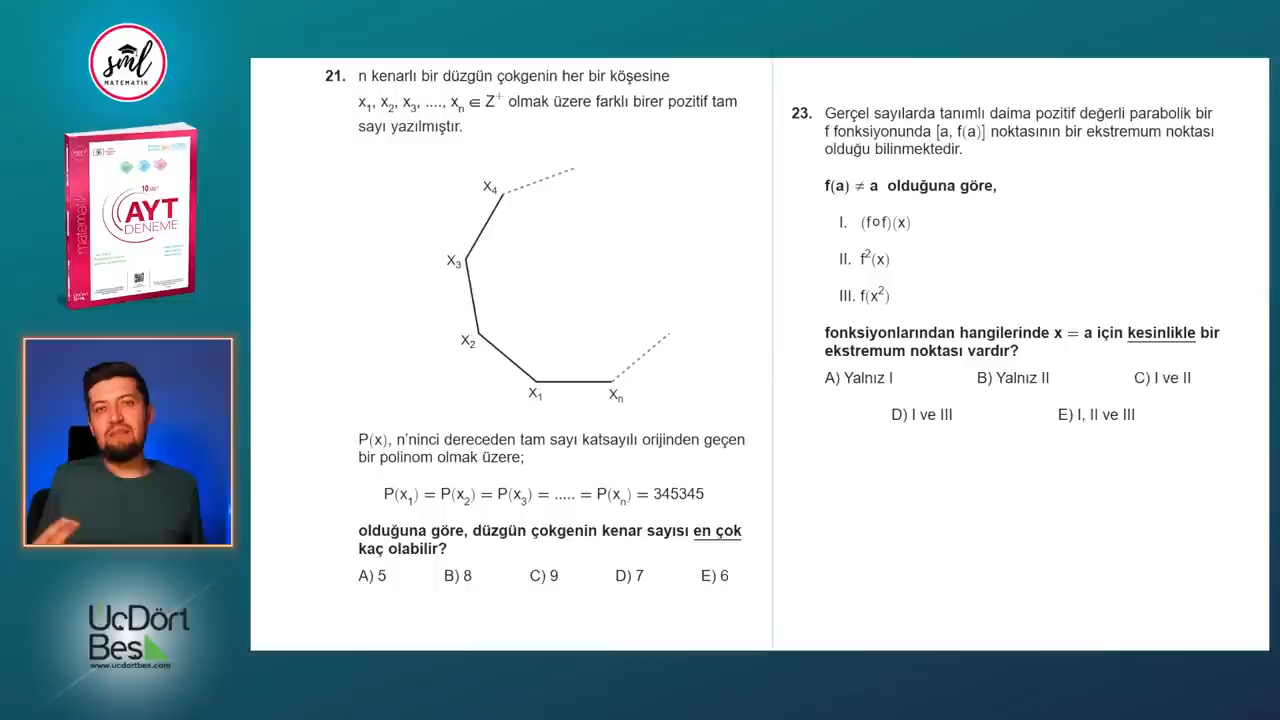 sml
MATEMATİK
10 ADET
AYT
DENEME
matematik
21. n kenarlı bir düzgün çokgenin her bir köşesine
x₁, x₂, x₃, ...., xₙ ∈ Z⁺ olmak üzere farklı birer pozitif tam
sayı yazılmıştır.
X₄
X₃
X₂
X₁
Xₙ
P(x), n'ninci dereceden tam sayı katsayılı orijinden geçen
bir polinom olmak üzere;
P(x₁) = P(x₂) = P(x₃) = ..... = P(xₙ) = 345345
olduğuna göre, düzgün çokgenin kenar sayısı en çok
kaç olabilir?
A) 5 B) 8 C) 9 D) 7 E) 6
23. Gerçel sayılarda tanımlı daima pozitif değerli parabolik bir
f fonksiyonunda [a, f(a)] noktasının bir ekstremum noktası
olduğu bilinmektedir.
f(a) ≠ a olduğuna göre,
I. (fof)(x)
II. f²(x)
III. f(x²)
fonksiyonlarından hangilerinde x = a için kesinlikle bir
ekstremum noktası vardır?
A) Yalnız I B) Yalnız II C) I ve II
D) I ve III E) I, II ve III
ÜçDört
Beş
www.ucdortbes.com